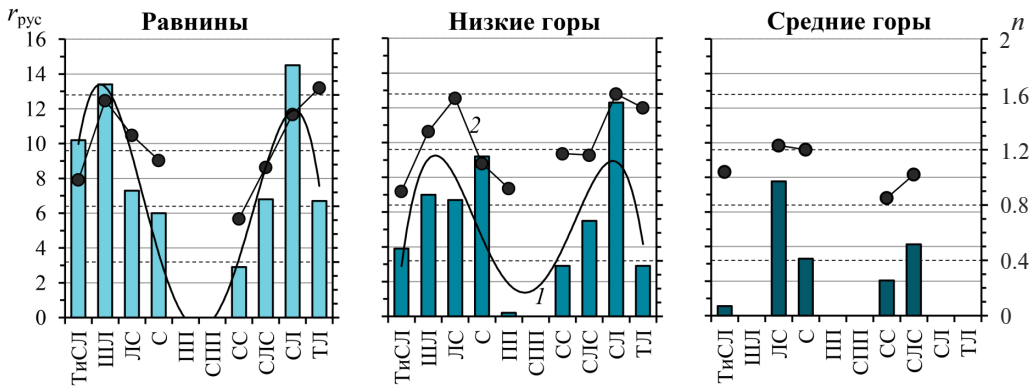 rрус Равнины Низкие горы Средние горы n
16 2
14
12 1.6
10 1.2
8
6 0.8
4 0.4
2
0 0
2
1
ТиСЛ ШЛ ЛС С ПП СПП СС СЛС СЛ ТЛ
ТиСЛ ШЛ ЛС С ПП СПП СС СЛС СЛ ТЛ
ТиСЛ ШЛ ЛС С ПП СПП СС СЛС СЛ ТЛ